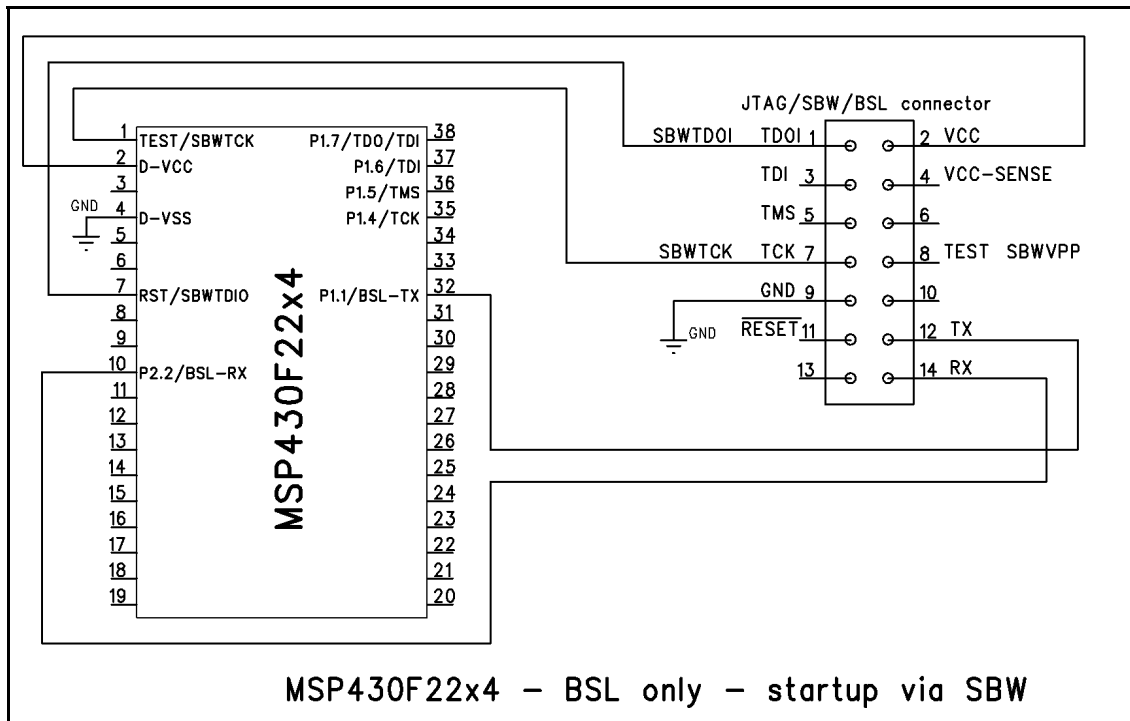 JTAG/SBW/BSL connector
1 TEST/SBWTCK P1.7/TDO/TDI 38
SBWTDOI TDOI 1 2 VCC
2 D-VCC P1.6/TDI 37
3 P1.5/TMS 36
TDI 3 4 VCC-SENSE
GND 4 D-VSS P1.4/TCK 35
TMS 5 6
5 34
SBWTCK TCK 7 8 TEST SBWVPP
6 33
7 RST/SBWTDIO P1.1/BSL-TX 32
GND 9 10
8 31
GND RESET 11 12 TX
9 30
10 P2.2/BSL-RX 29
13 14 RX
11 28
12 27
13 26
14 25
15 24
16 23
17 22
18 21
19 20
MSP430F22x4
MSP430F22x4 - BSL only - startup via SBW